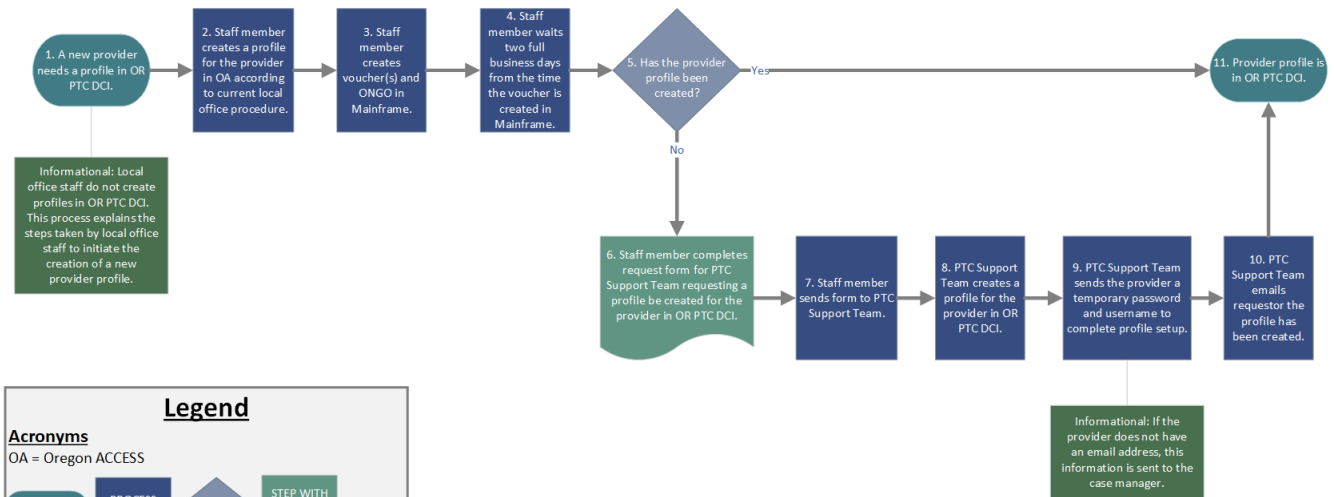 1. A new provider
needs a profile in OR
PTC DCI.
2. Staff member
creates a profile
for the provider
in OA according
to current local
office procedure.
3. Staff
member
creates
voucher(s) and
ONGO in
Mainframe.
4. Staff
member waits
two full
business days
from the time
the voucher is
created in
Mainframe.
5. Has the provider
profile been
created?
Yes
11. Provider profile is
in OR PTC DCI.
Informational: Local
office staff do not create
profiles in OR PTC DCI.
This process explains the
steps taken by local office
staff to initiate the
creation of a new
provider profile.
No
6. Staff member completes
request form for PTC
Support Team requesting a
profile be created for the
provider in OR PTC DCI.
7. Staff member
sends form to PTC
Support Team.
8. PTC Support
Team creates a
profile for the
provider in OR
PTC DCI.
9. PTC Support Team
sends the provider a
temporary password
and username to
complete profile setup.
10. PTC
Support Team
emails
requestor the
profile has
been created.
Informational: If the
provider does not have
an email address, this
information is sent to the
case manager.
Legend
Acronyms
OA = Oregon ACCESS
PROCESS
STEP WITH